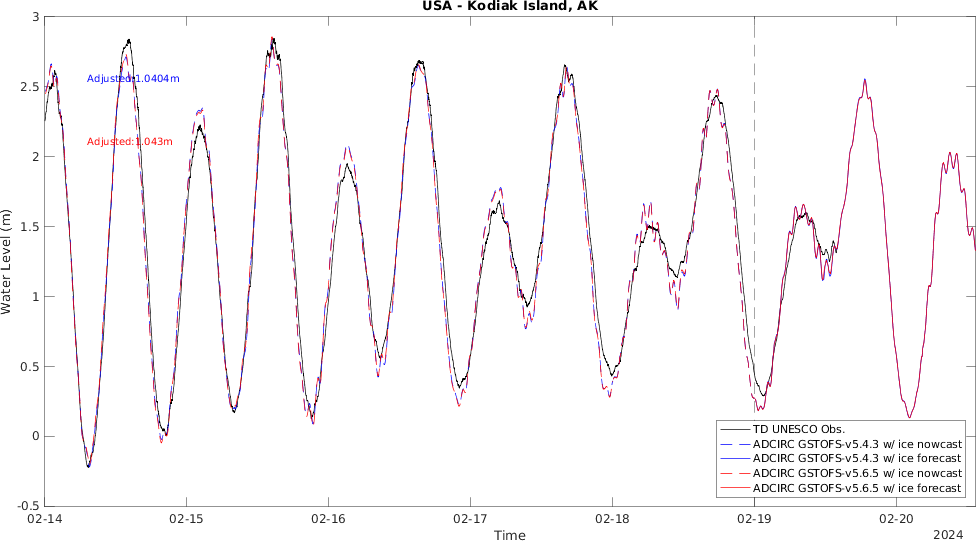 USA - Kodiak Island, AK
3
2.5
2
1.5
1
0.5
0
-0.5
Water Level (m)
Adjusted:1.0404m
Adjusted:1.043m
TD UNESCO Obs.
ADCIRC GSTOFS-v5.4.3 w/ ice nowcast
ADCIRC GSTOFS-v5.4.3 w/ ice forecast
ADCIRC GSTOFS-v5.6.5 w/ ice nowcast
ADCIRC GSTOFS-v5.6.5 w/ ice forecast
02-14 02-15 02-16 02-17 02-18 02-19 02-20
Time
2024